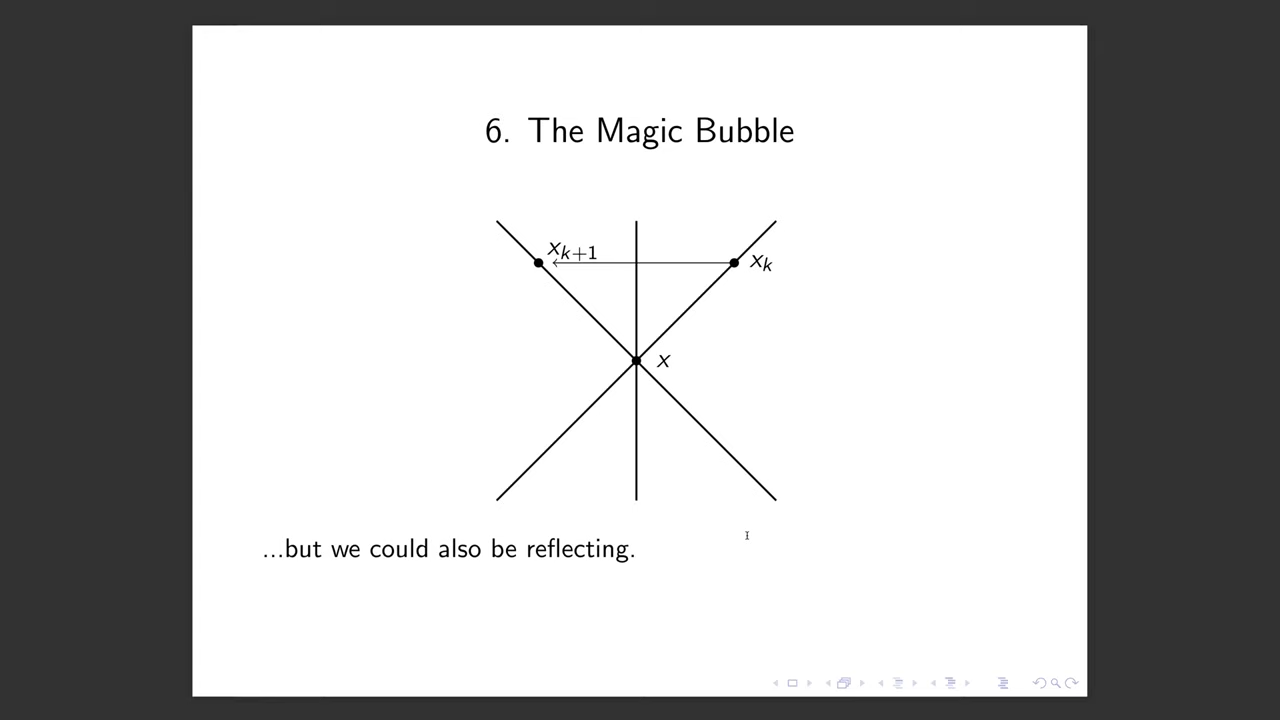 6. The Magic Bubble
x_{k+1}
x_k
x
...but we could also be reflecting.